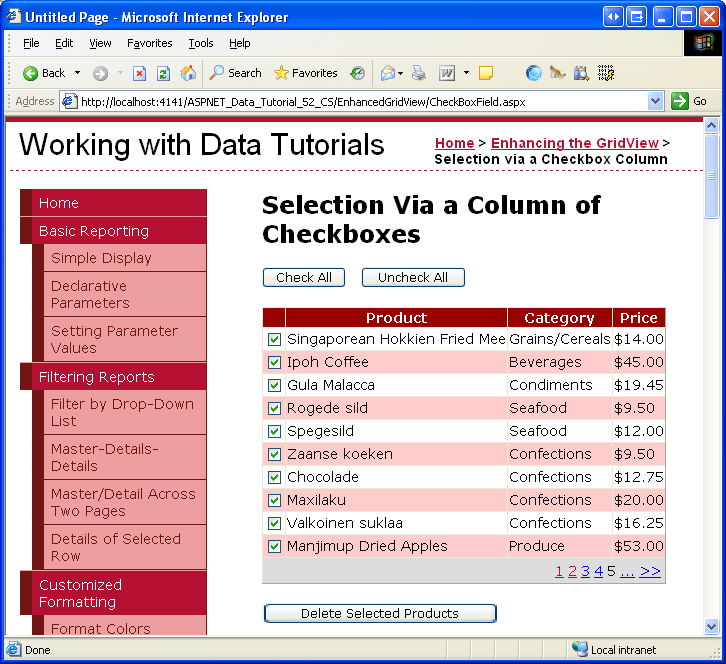 Untitled Page - Microsoft Internet Explorer
File Edit View Favorites Tools Help
Back Search Favorites
Address http://localhost:4141/ASPNET_Data_Tutorial_52_CS/EnhancedGridView/CheckBoxField.aspx Go
Working with Data Tutorials
Home > Enhancing the GridView >
Selection via a Checkbox Column
Home
Basic Reporting
Simple Display
Declarative
Parameters
Setting Parameter
Values
Filtering Reports
Filter by Drop-Down
List
Master-Details-
Details
Master/Detail Across
Two Pages
Details of Selected
Row
Customized
Formatting
Format Colors
Selection Via a Column of
Checkboxes
Check All Uncheck All
Product Category Price
Singaporean Hokkien Fried Mee Grains/Cereals $14.00
Ipoh Coffee Beverages $45.00
Gula Malacca Condiments $19.45
Rogede sild Seafood $9.50
Spegesild Seafood $12.00
Zaanse koeken Confections $9.50
Chocolade Confections $12.75
Maxilaku Confections $20.00
Valkoinen suklaa Confections $16.25
Manjimup Dried Apples Produce $53.00
1 2 3 4 5 ... >>
Delete Selected Products
Done Local intranet